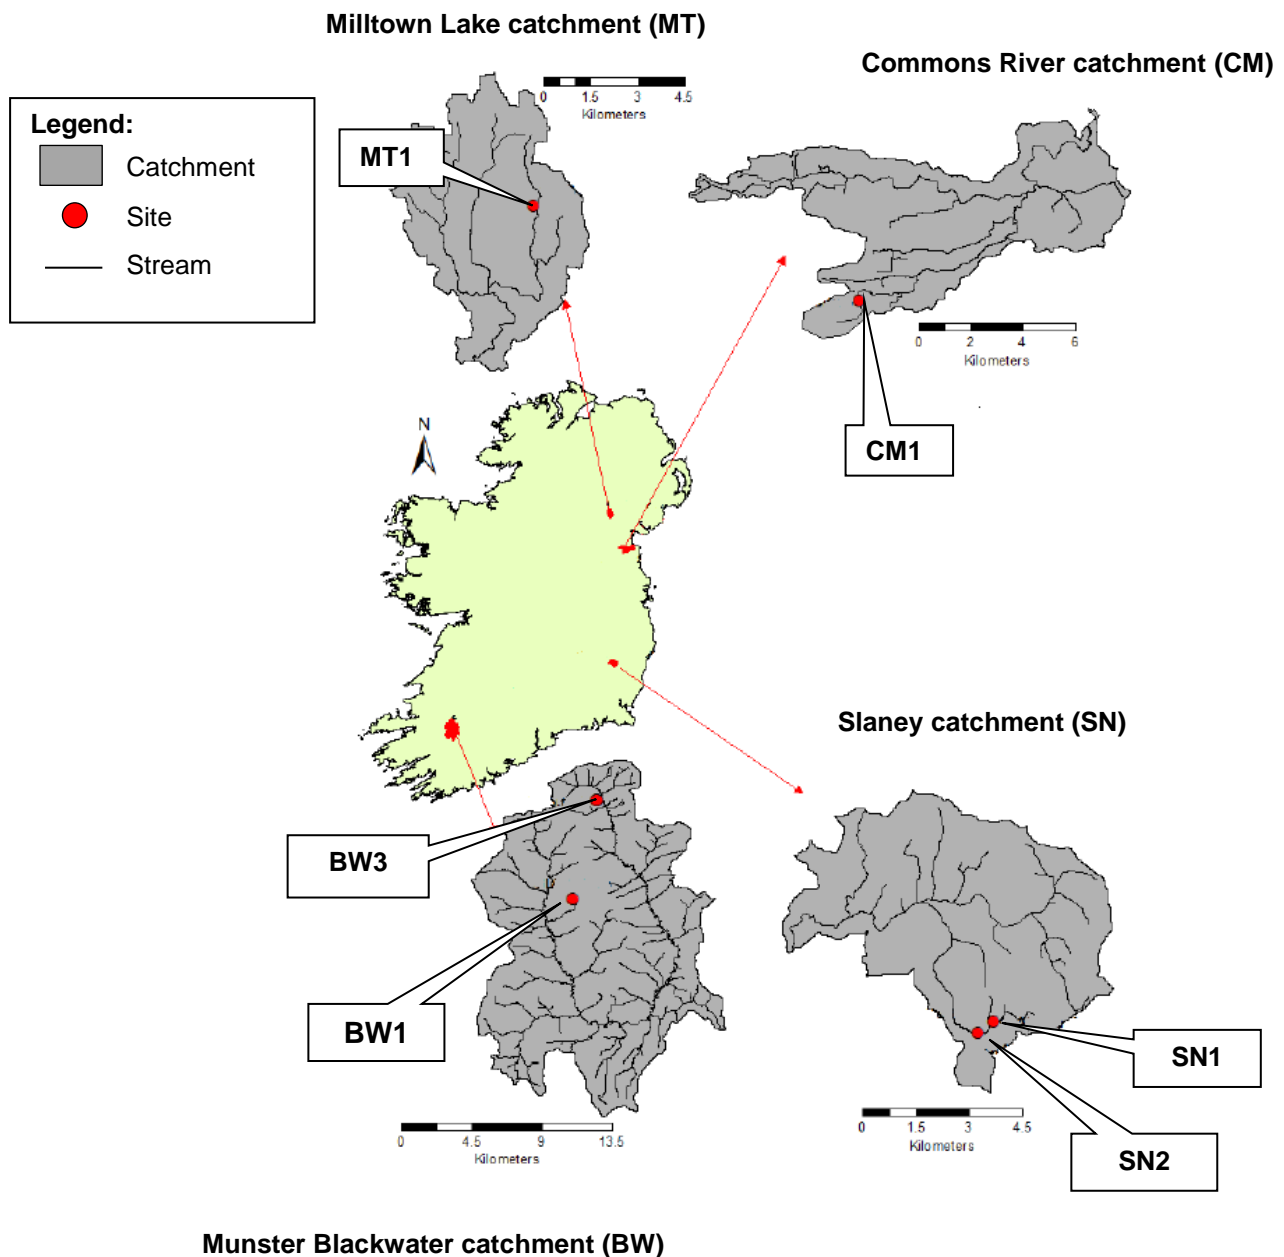 Milltown Lake catchment (MT)
Commons River catchment (CM)
0 1.5 3 4.5
Kilometers
Legend:
Catchment
Site
Stream
MT1
0 2 4 6
Kilometers
CM1
N
Slaney catchment (SN)
BW3
BW1
SN1
SN2
0 1.5 3 4.5
Kilometers
0 4.5 9 13.5
Kilometers
Munster Blackwater catchment (BW)